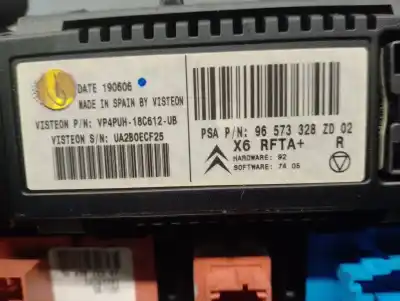 DATE 190606
MADE IN SPAIN BY VISTEON
VISTEON P/N: VP4PUH-18C612-UB
VISTEON S/N: UA2B0ECF25
PSA P/N: 96 573 328 ZD 02
X6 RFTA+ R
HARDWARE: 92
SOFTWARE: 74 05